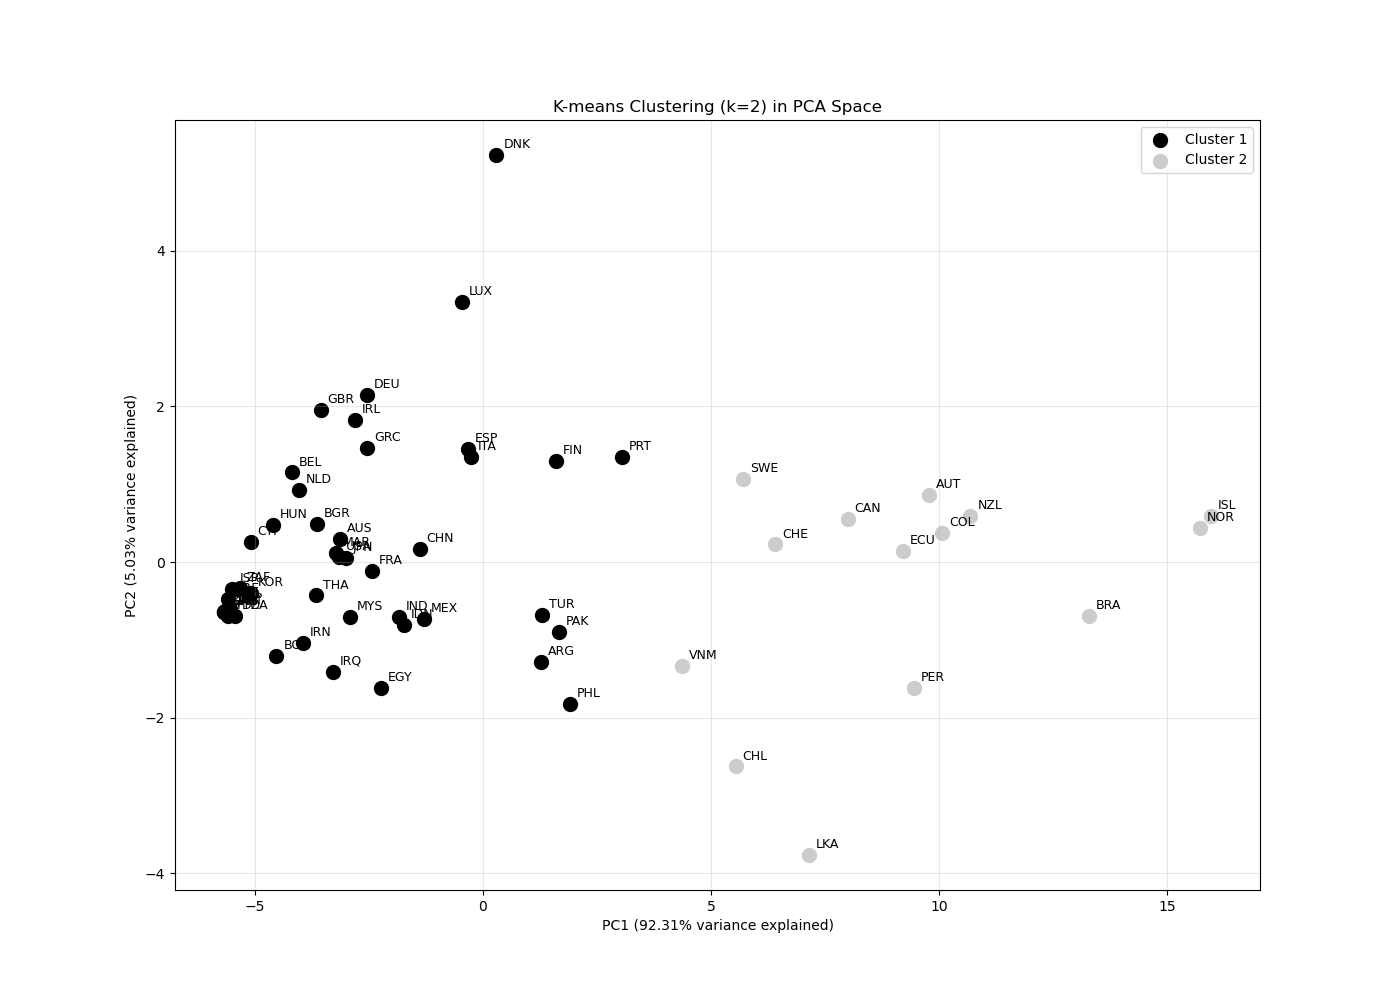 K-means Clustering (k=2) in PCA Space
Cluster 1
Cluster 2
DNK
LUX
DEU
GBR
IRL
GRC
ESP
ITA
FIN
PRT
BEL
NLD
SWE
HUN
BGR
AUS
CHN
FRA
THA
MYS
IND
IDN
MEX
TUR
PAK
ARG
PHL
IRN
IRQ
EGY
ZAF
KOR
AUT
NZL
ISL
NOR
CAN
COL
CHE
ECU
BRA
VNM
PER
CHL
LKA
4
2
0
−2
−4
−5
0
5
10
15
PC2 (5.03% variance explained)
PC1 (92.31% variance explained)